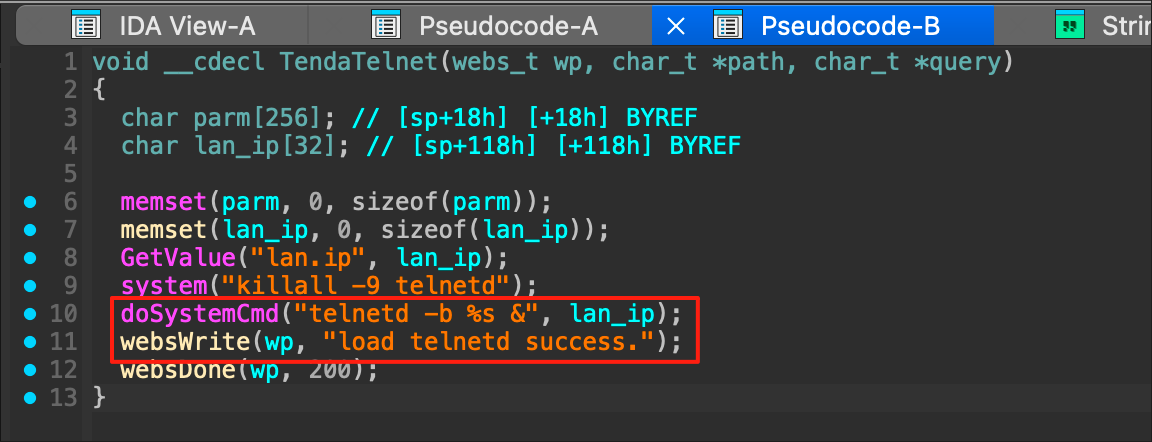 IDA View-A Pseudocode-A Pseudocode-B Strin
1 void __cdecl TendaTelnet(webs_t wp, char_t *path, char_t *query)
2 {
3 char parm[256]; // [sp+18h] [+18h] BYREF
4 char lan_ip[32]; // [sp+118h] [+118h] BYREF
5
6 memset(parm, 0, sizeof(parm));
7 memset(lan_ip, 0, sizeof(lan_ip));
8 GetValue("lan.ip", lan_ip);
9 system("killall -9 telnetd");
10 doSystemCmd("telnetd -b %s &", lan_ip);
11 websWrite(wp, "load telnetd success.");
12 websDone(wp, 200);
13 }